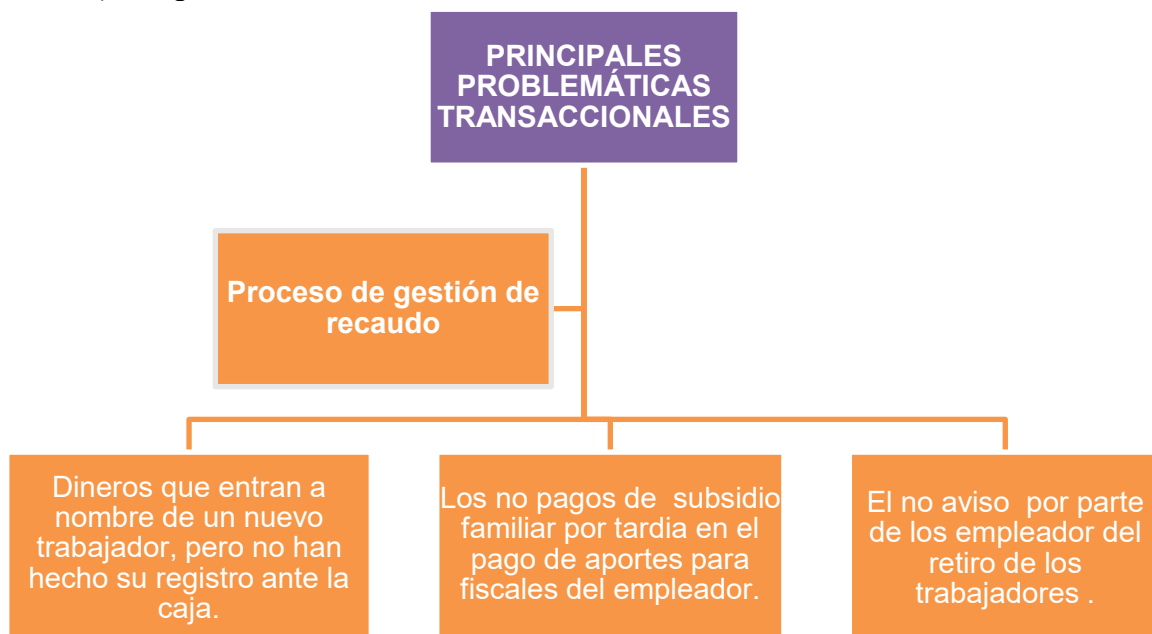 PRINCIPALES
PROBLEMÁTICAS
TRANSACCIONALES
Proceso de gestión de
recaudo
Dineros que entran a
nombre de un nuevo
trabajador, pero no han
hecho su registro ante la
caja.
Los no pagos de subsidio
familiar por tardia en el
pago de aportes para
fiscales del empleador.
El no aviso por parte
de los empleador del
retiro de los
trabajadores .